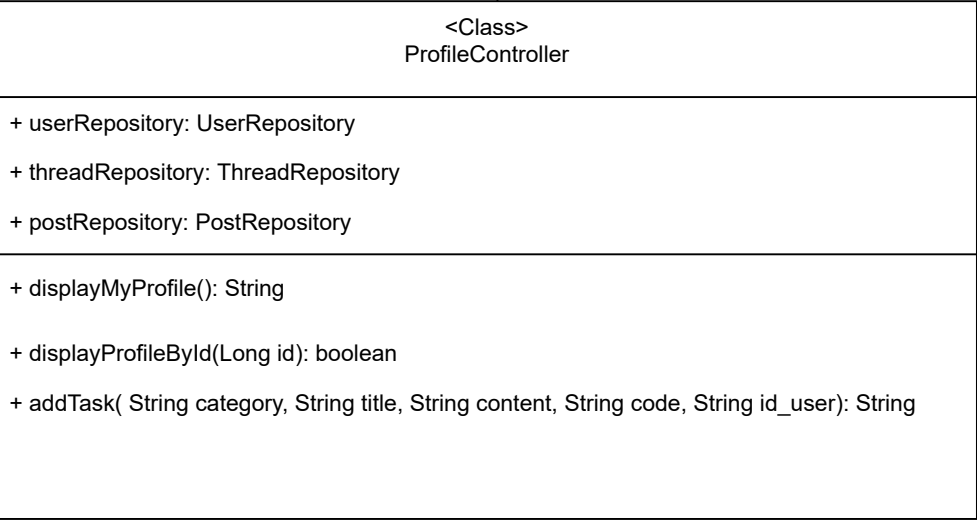 <Class>
ProfileController
+ userRepository: UserRepository
+ threadRepository: ThreadRepository
+ postRepository: PostRepository
+ displayMyProfile(): String
+ displayProfileById(Long id): boolean
+ addTask( String category, String title, String content, String code, String id_user): String